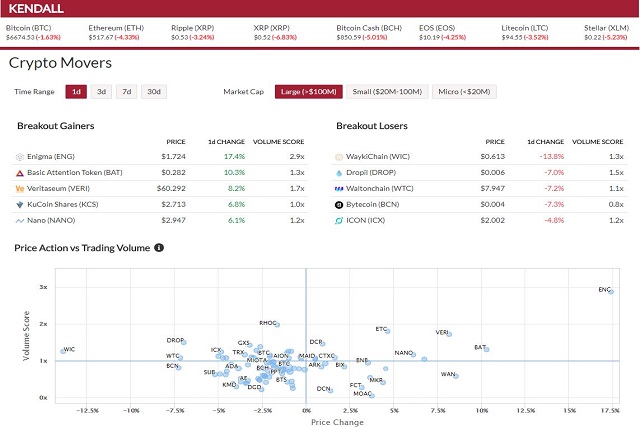 KENDALL
Bitcoin (BTC) Ethereum (ETH) Ripple (XRP) XRP (XRP) Bitcoin Cash (BCH) EOS (EOS) Litecoin (LTC) Stellar (XLM)
$6674.53 (-1.63%) $517.67 (-4.33%) $0.53 (-3.24%) $0.52 (-6.83%) $850.59 (-5.01%) $10.19 (-4.25%) $94.55 (-3.52%) $0.22 (-5.23%)
Crypto Movers
Time Range 1d 3d 7d 30d Market Cap Large (>$100M) Small ($20M-100M) Micro (<$20M)
Breakout Gainers Breakout Losers
PRICE 1d CHANGE VOLUME SCORE PRICE 1d CHANGE VOLUME SCORE
Enigma (ENG) $1.724 17.4% 2.9x WaykiChain (WIC) $0.613 -13.8% 1.3x
Basic Attention Token (BAT) $0.282 10.3% 1.3x Dropil (DROP) $0.006 -7.0% 1.5x
Veritaseum (VERI) $60.292 8.2% 1.7x Waltonchain (WTC) $7.947 -7.2% 1.1x
KuCoin Shares (KCS) $2.713 6.8% 1.0x Bytecoin (BCN) $0.004 -7.3% 0.8x
Nano (NANO) $2.947 6.1% 1.2x ICON (ICX) $2.002 -4.8% 1.2x
Price Action vs Trading Volume
3x ENG
2x RHOC
ETC VERI
DROP GXS DCR BAT
WIC ICX TRX BTC NANO
WTC MIOTA AION MAID CTXC
1x BTC ENB
BCN ADA BCH ARK BIX
SUB PPT WAN
AE BTS MKR
KMD DGD DCN FCT
MOAC
0x
-12.5% -10% -7.5% -5% -2.5% 0% 2.5% 5% 7.5% 10% 12.5% 15% 17.5%
Volume Score
Price Change